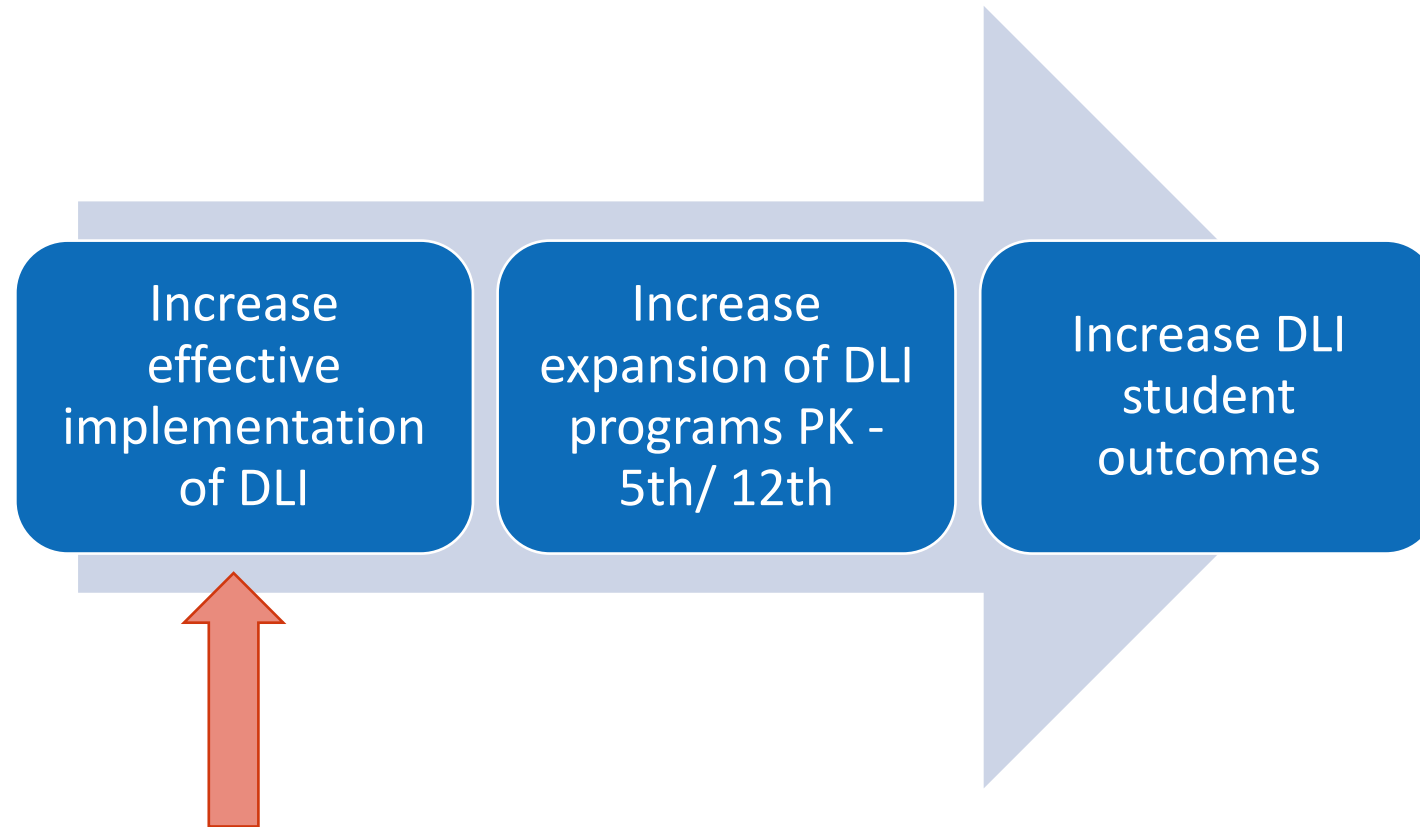 Increase
effective
implementation
of DLI
Increase
expansion of DLI
programs PK -
5th/ 12th
Increase DLI
student
outcomes